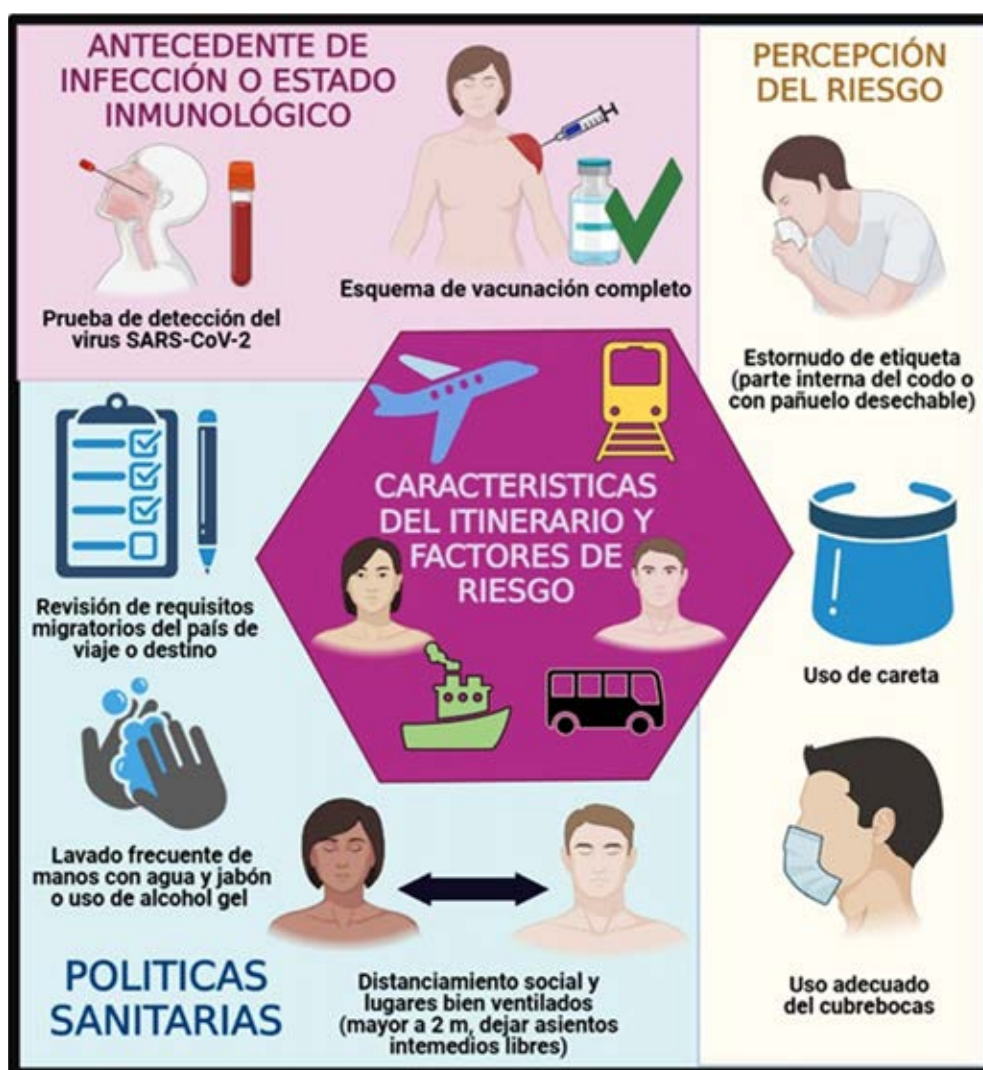 ANTECEDENTE DE
INFECCIÓN O ESTADO
INMUNOLÓGICO
Prueba de detección del
virus SARS-CoV-2
Esquema de vacunación completo
PERCEPCIÓN
DEL RIESGO
Estornudo de etiqueta
(parte interna del codo o
con pañuelo desechable)
Uso de careta
Uso adecuado
del cubrebocas
CARACTERISTICAS
DEL ITINERARIO Y
FACTORES DE
RIESGO
Revisión de requisitos
migratorios del país de
viaje o destino
Lavado frecuente de
manos con agua y jabón
o uso de alcohol gel
Distanciamiento social y
lugares bien ventilados
(mayor a 2 m, dejar asientos
intermedios libres)
POLITICAS
SANITARIAS